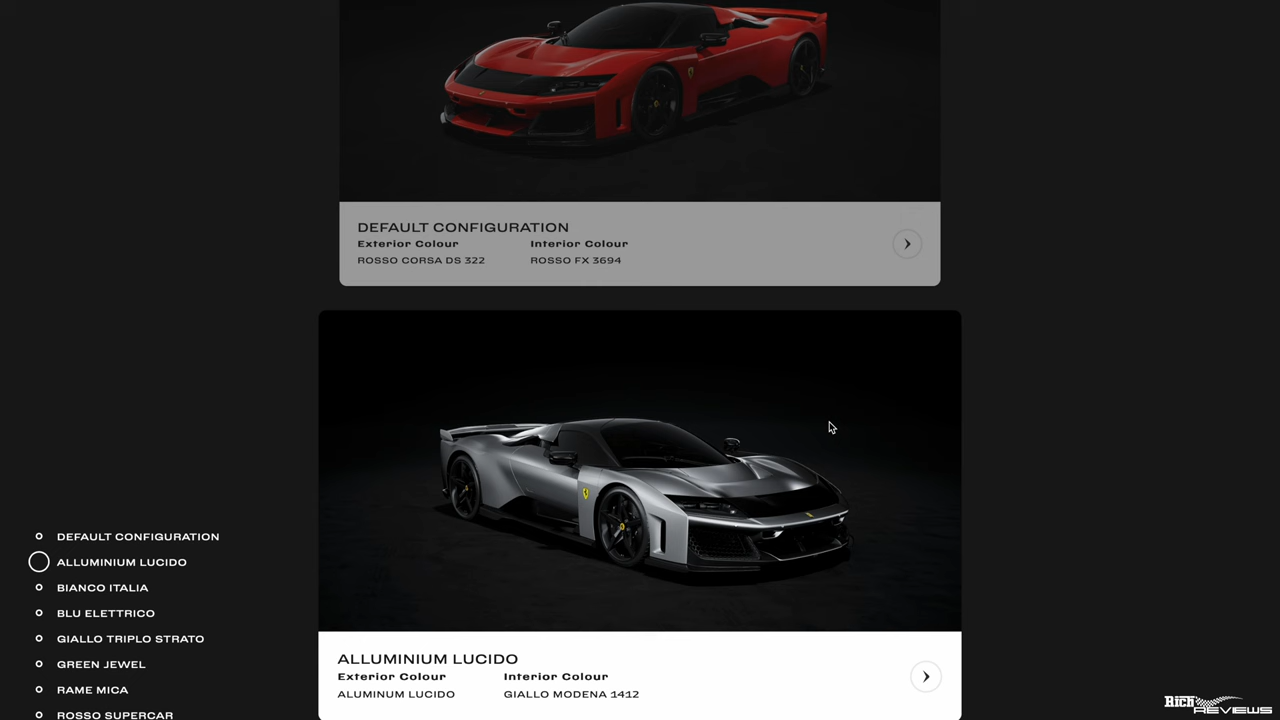 DEFAULT CONFIGURATION
Exterior Colour Interior Colour
ROSSO CORSA DS 322 ROSSO FX 3694
DEFAULT CONFIGURATION
ALLUMINIUM LUCIDO
BIANCO ITALIA
BLU ELETTRICO
GIALLO TRIPLO STRATO
GREEN JEWEL
RAME MICA
ROSSO SUPERCAR
ALLUMINIUM LUCIDO
Exterior Colour Interior Colour
ALUMINUM LUCIDO GIALLO MODENA 1412
Rich
REVIEWS